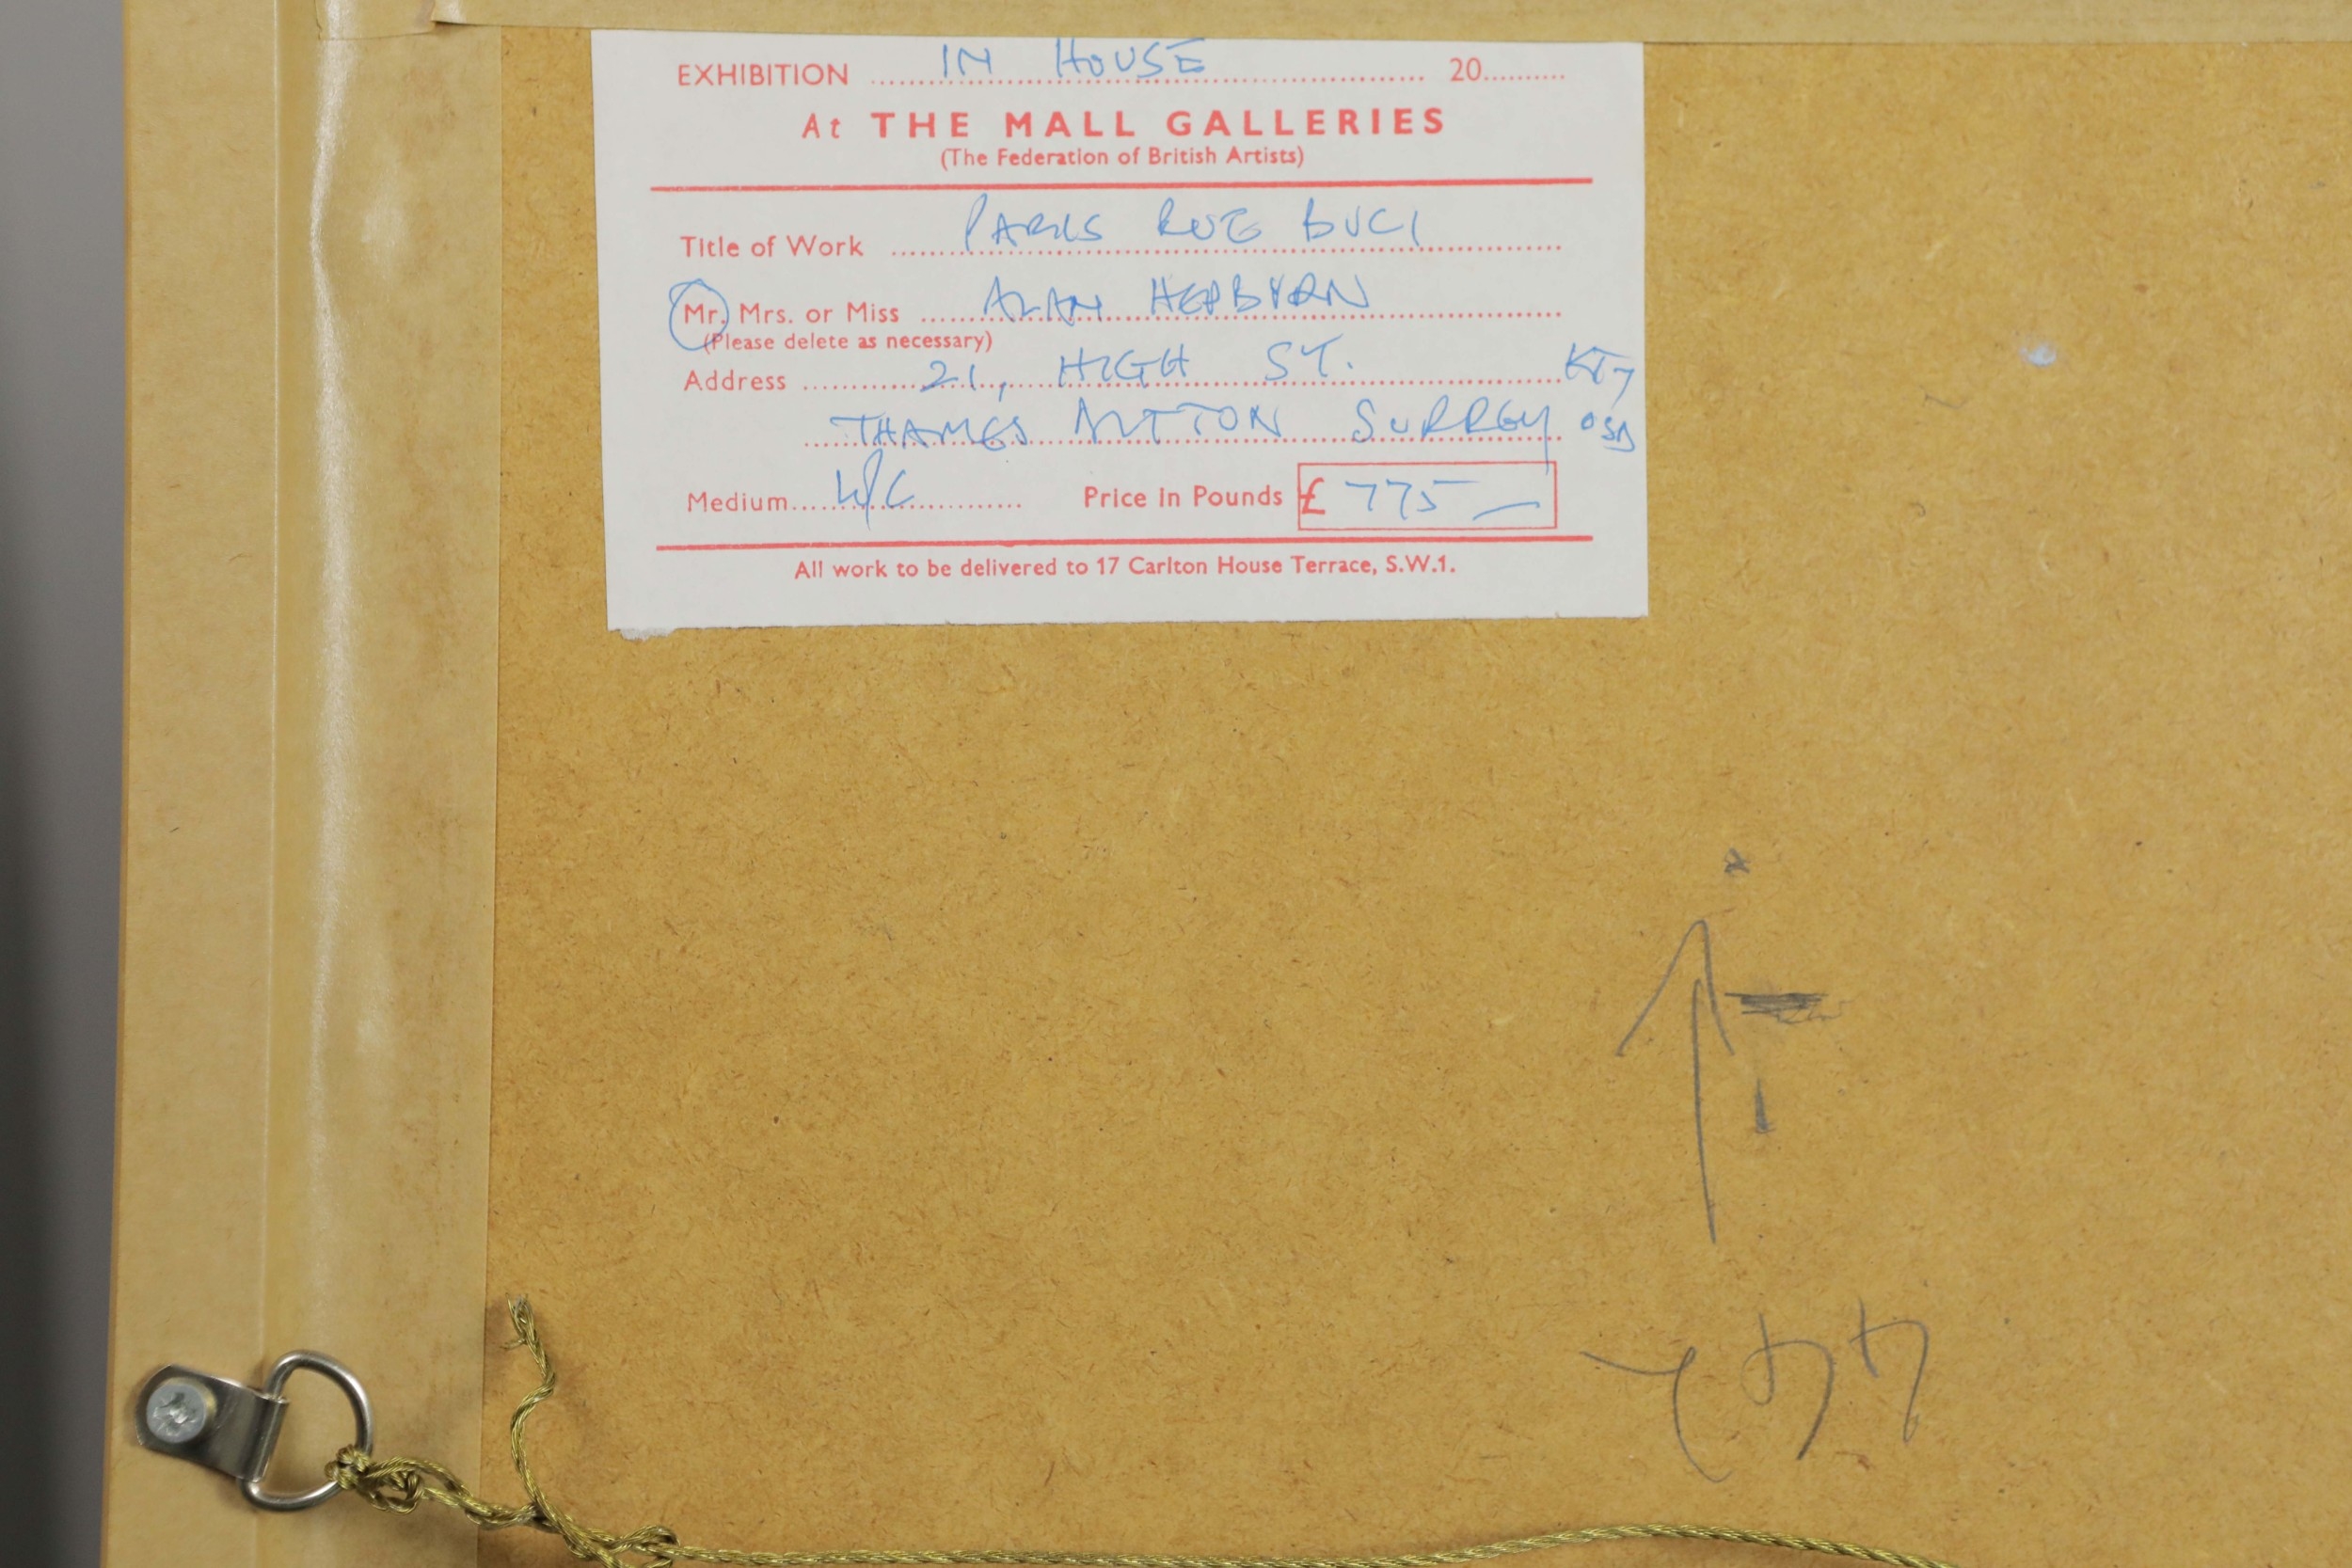 EXHIBITION IN HOUSE 20
At THE MALL GALLERIES
(The Federation of British Artists)
Title of Work PARIS RUE BUCI
Mr. Mrs. or Miss ALAN HEPBURN
(Please delete as necessary)
Address 21, HIGH ST. KT7
THAMES DITTON SURREY 0SD
Medium W/C Price in Pounds £ 775 —
All work to be delivered to 17 Carlton House Terrace, S.W.1.